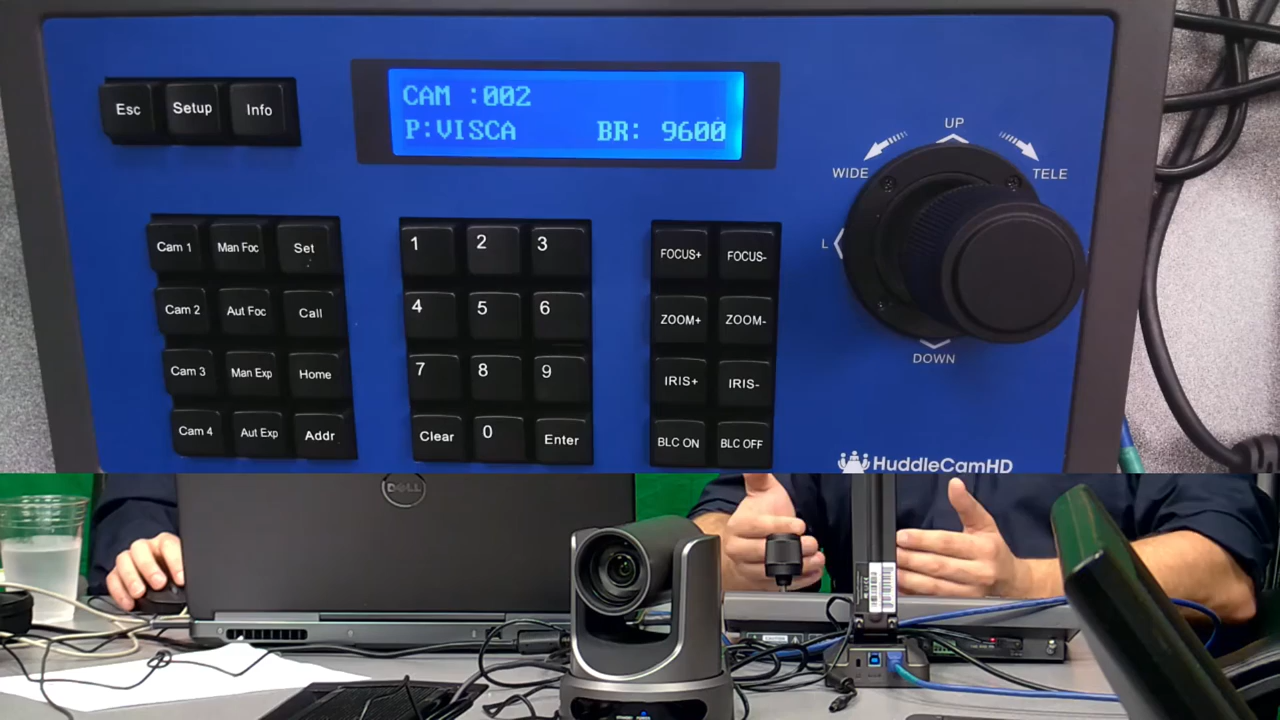 Esc Setup Info
CAM :002
P:VISCA BR: 9600
UP
WIDE TELE
L
DOWN
Cam 1 Man Foc Set
Cam 2 Aut Foc Call
Cam 3 Man Exp Home
Cam 4 Aut Exp Addr
1 2 3
4 5 6
7 8 9
Clear 0 Enter
FOCUS+ FOCUS-
ZOOM+ ZOOM-
IRIS+ IRIS-
BLC ON BLC OFF
HuddleCamHD
DELL
CAUTION